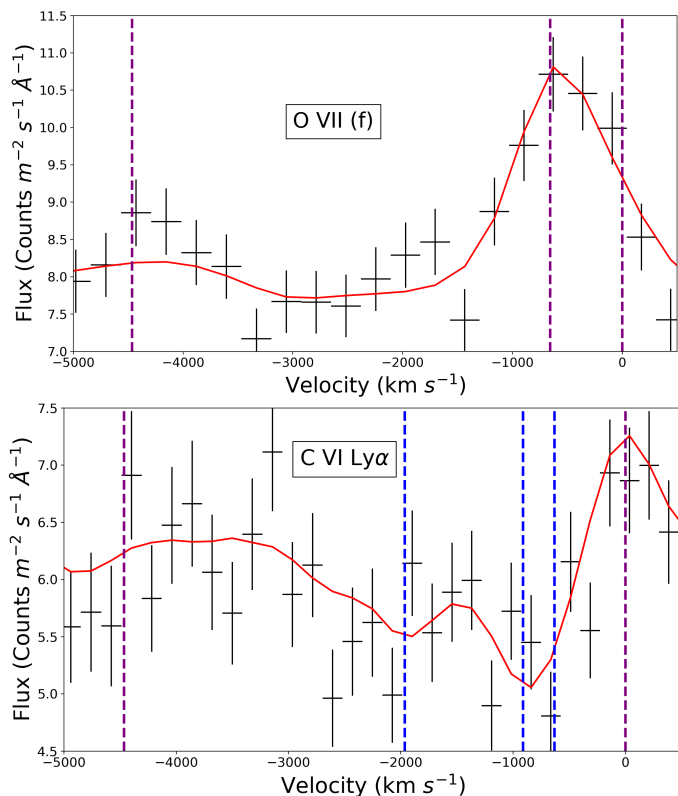 11.5
11.0
10.5
10.0
9.5
9.0
8.5
8.0
7.5
7.0
Flux (Counts m⁻² s⁻¹ Å⁻¹)
O VII (f)
−5000 −4000 −3000 −2000 −1000 0
Velocity (km s⁻¹)
7.5
7.0
6.5
6.0
5.5
5.0
4.5
Flux (Counts m⁻² s⁻¹ Å⁻¹)
C VI Lyα
−5000 −4000 −3000 −2000 −1000 0
Velocity (km s⁻¹)